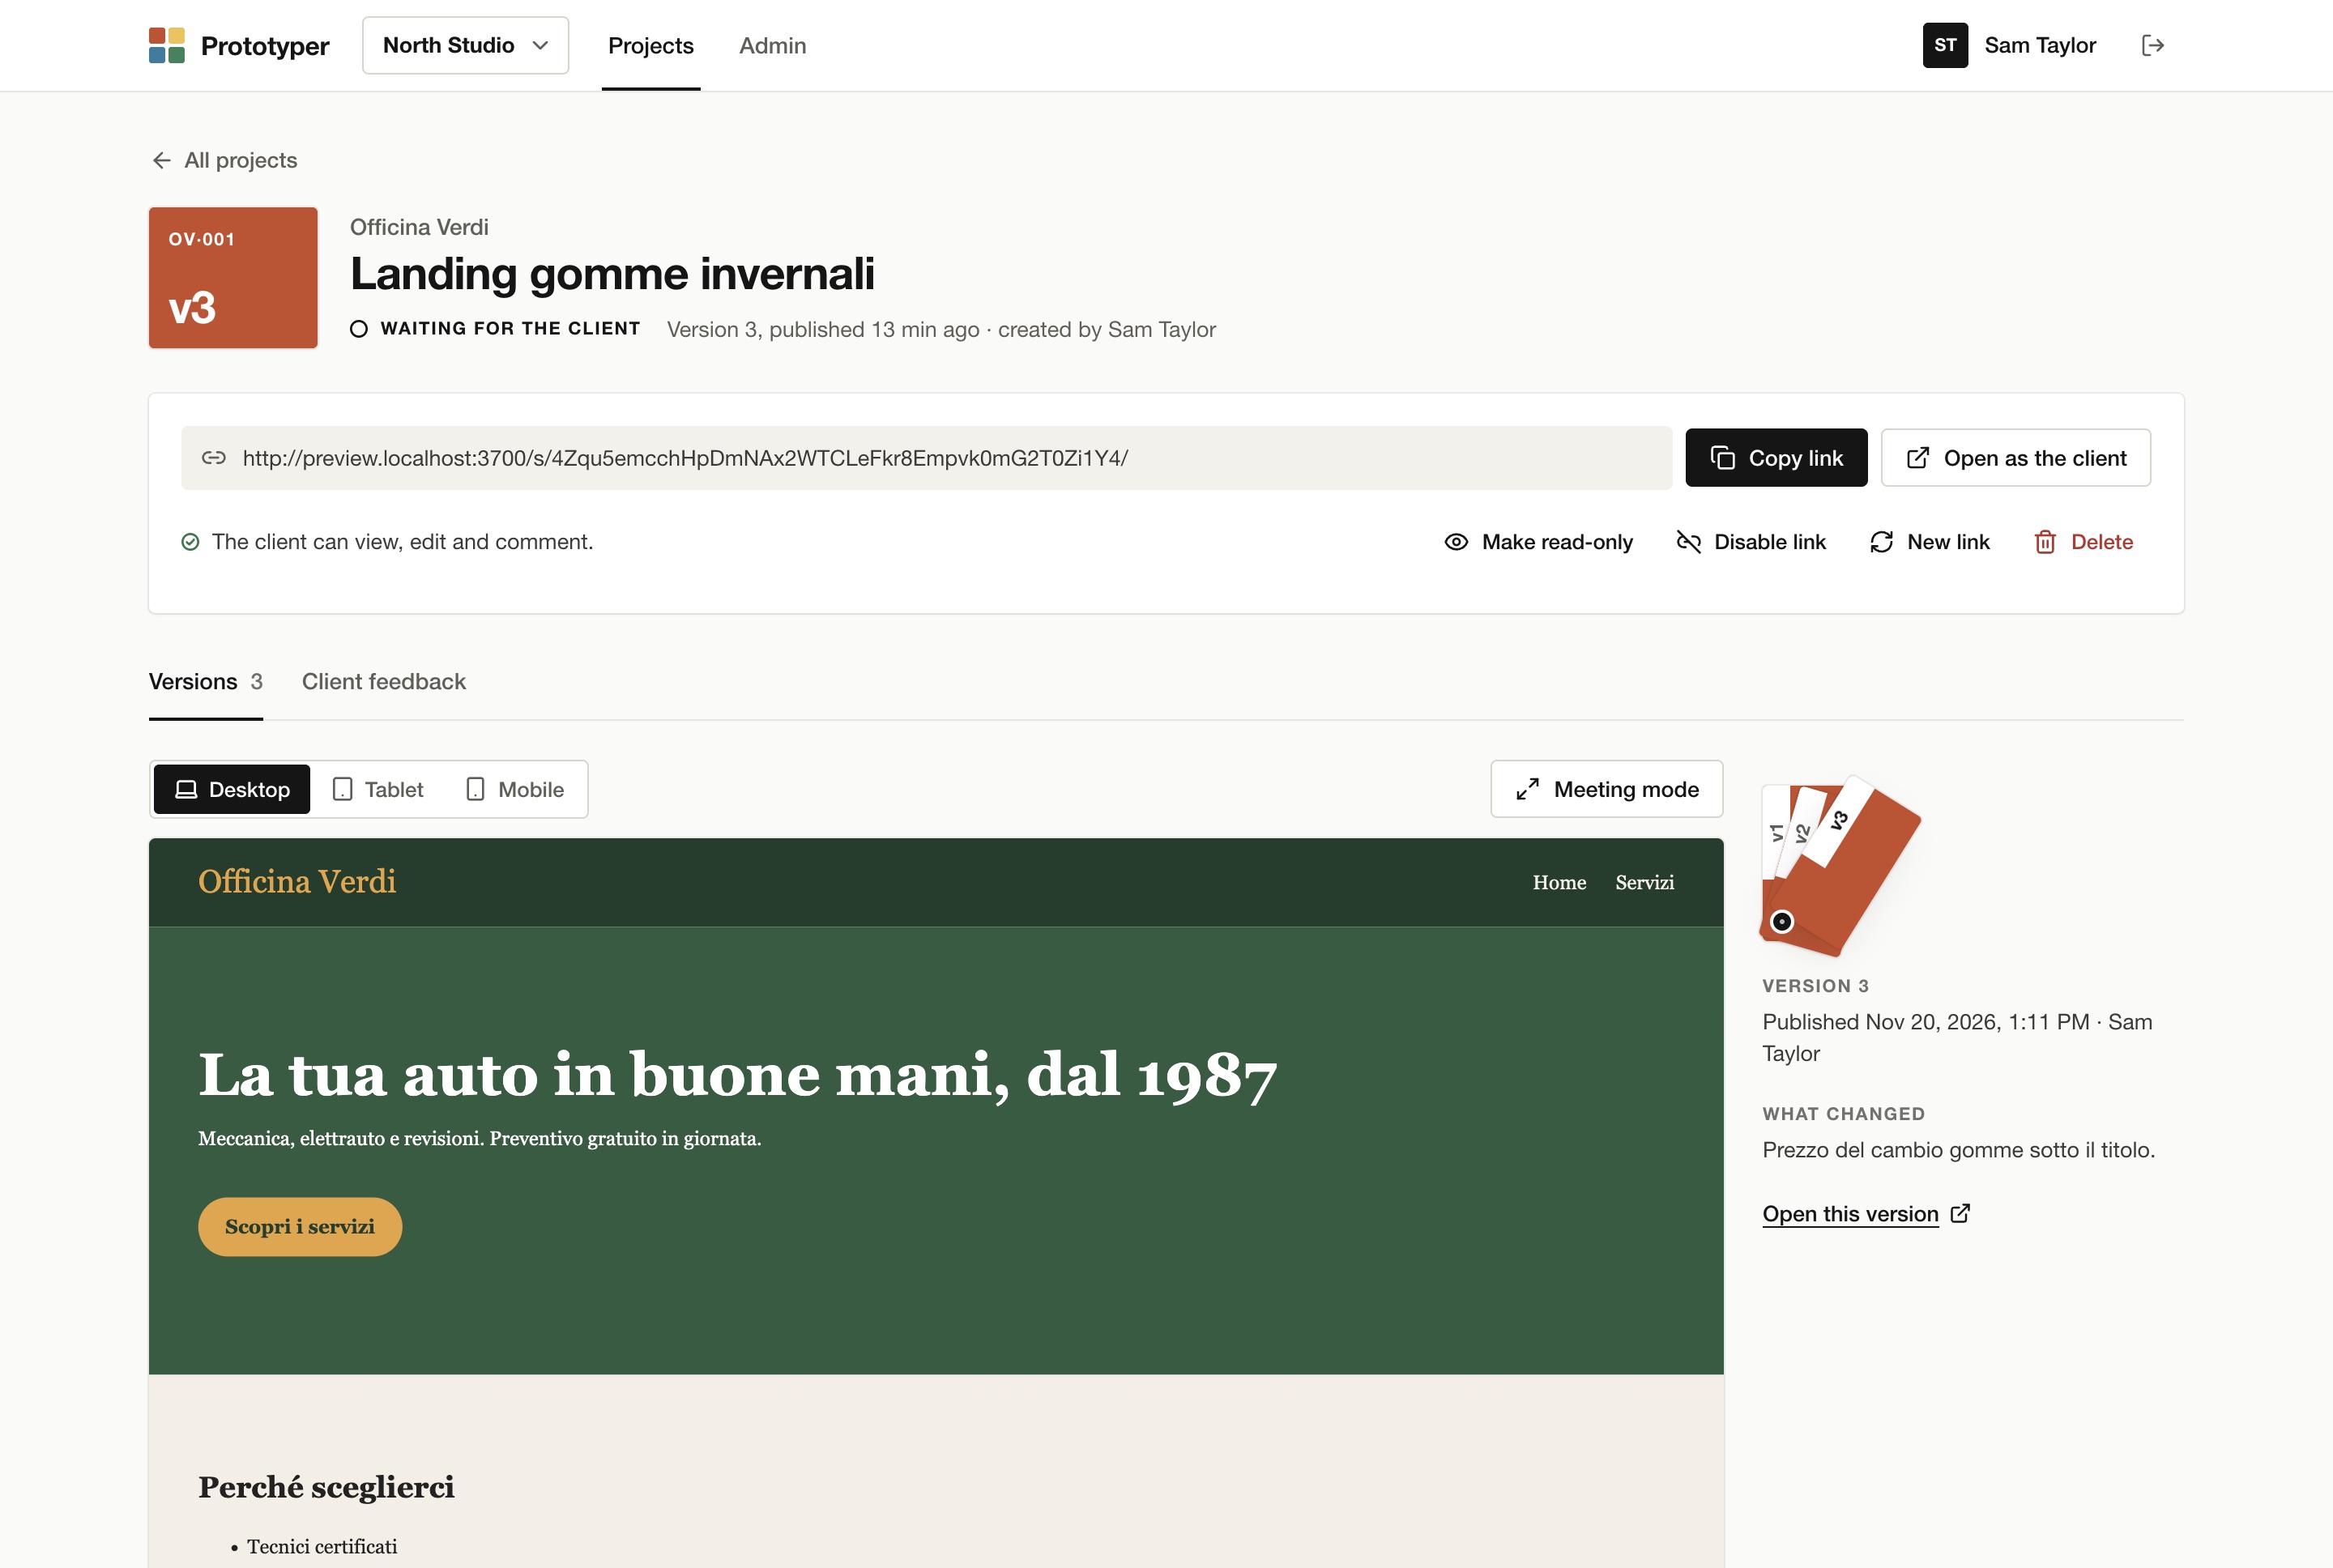 Prototyper
North Studio
Projects
Admin
ST
Sam Taylor
All projects
OV·001
v3
Officina Verdi
Landing gomme invernali
WAITING FOR THE CLIENT
Version 3, published 13 min ago · created by Sam Taylor
http://preview.localhost:3700/s/4Zqu5emcchHpDmNAx2WTCLeFkr8Empvk0mG2T0Zi1Y4/
Copy link
Open as the client
The client can view, edit and comment.
Make read-only
Disable link
New link
Delete
Versions 3
Client feedback
Desktop
Tablet
Mobile
Meeting mode
Officina Verdi
Home
Servizi
La tua auto in buone mani, dal 1987
Meccanica, elettrauto e revisioni. Preventivo gratuito in giornata.
Scopri i servizi
Perché sceglierci
• Tecnici certificati
v1
v2
v3
VERSION 3
Published Nov 20, 2026, 1:11 PM · Sam
Taylor
WHAT CHANGED
Prezzo del cambio gomme sotto il titolo.
Open this version